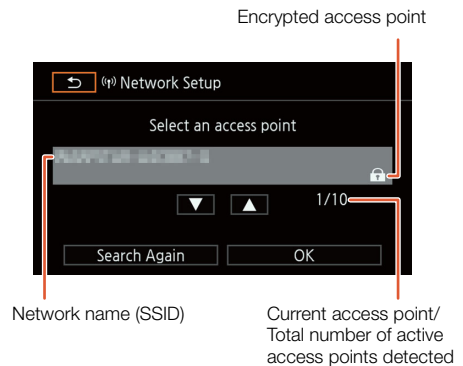 Encrypted access point
Network Setup
Select an access point
1/10
Search Again
OK
Network name (SSID)
Current access point/
Total number of active
access points detected